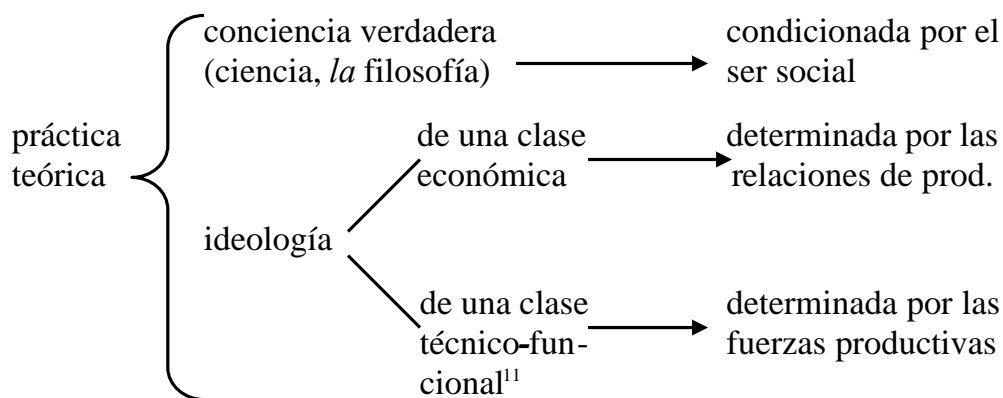 conciencia verdadera
(ciencia, la filosofía)
condicionada por el
ser social
práctica
teórica
de una clase
económica
determinada por las
relaciones de prod.
ideología
de una clase
técnico-fun-
cional¹¹
determinada por las
fuerzas productivas